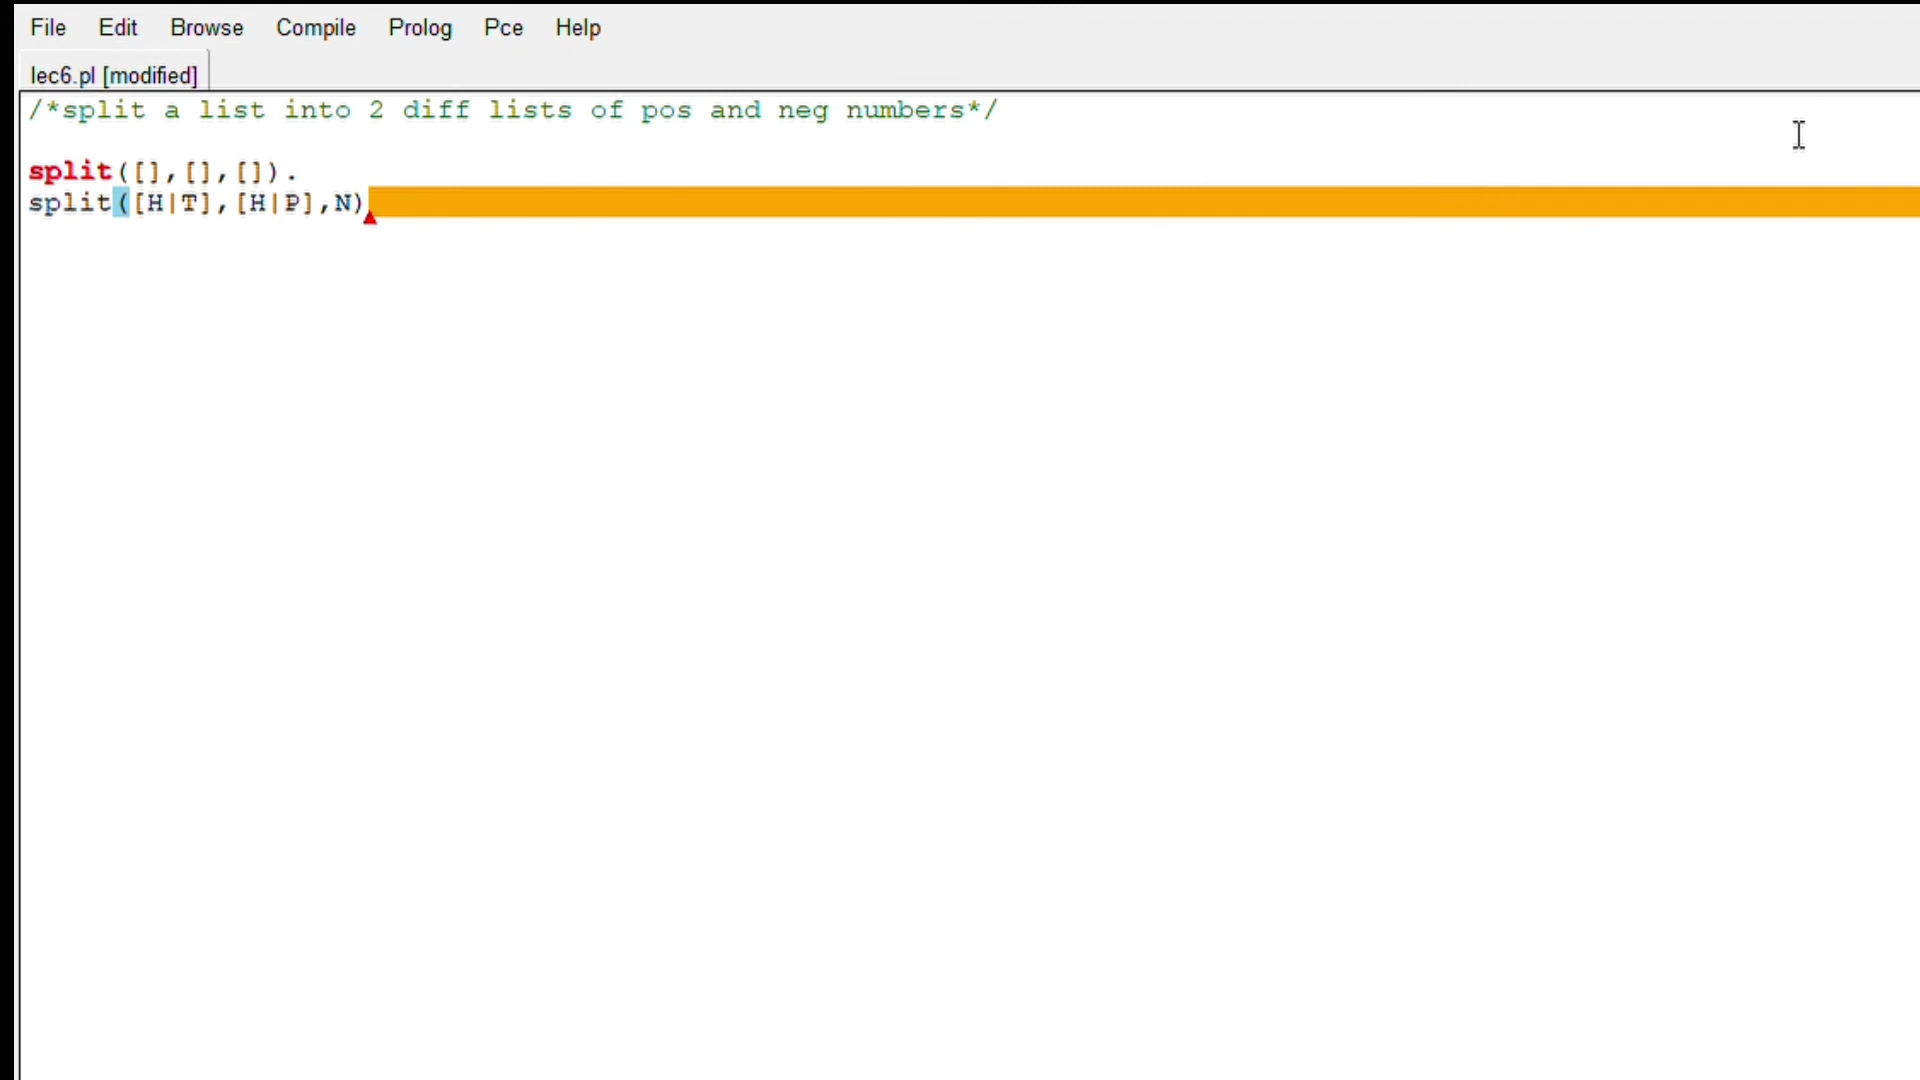 File Edit Browse Compile Prolog Pce Help
lec6.pl [modified]
/*split a list into 2 diff lists of pos and neg numbers*/
split([],[],[]).
split([H|T],[H|P],N)